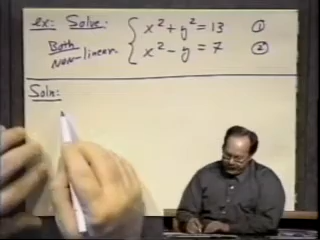 ex: Solve: { x² + y² = 13 ①
Both Non-linear. x² - y = 7 ②
Soln: